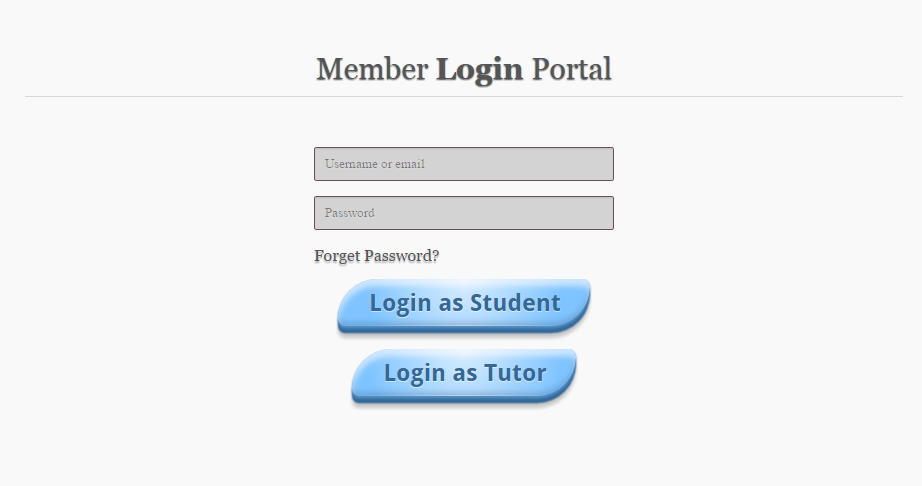 Member Login Portal
Username or email
Password
Forget Password?
Login as Student
Login as Tutor